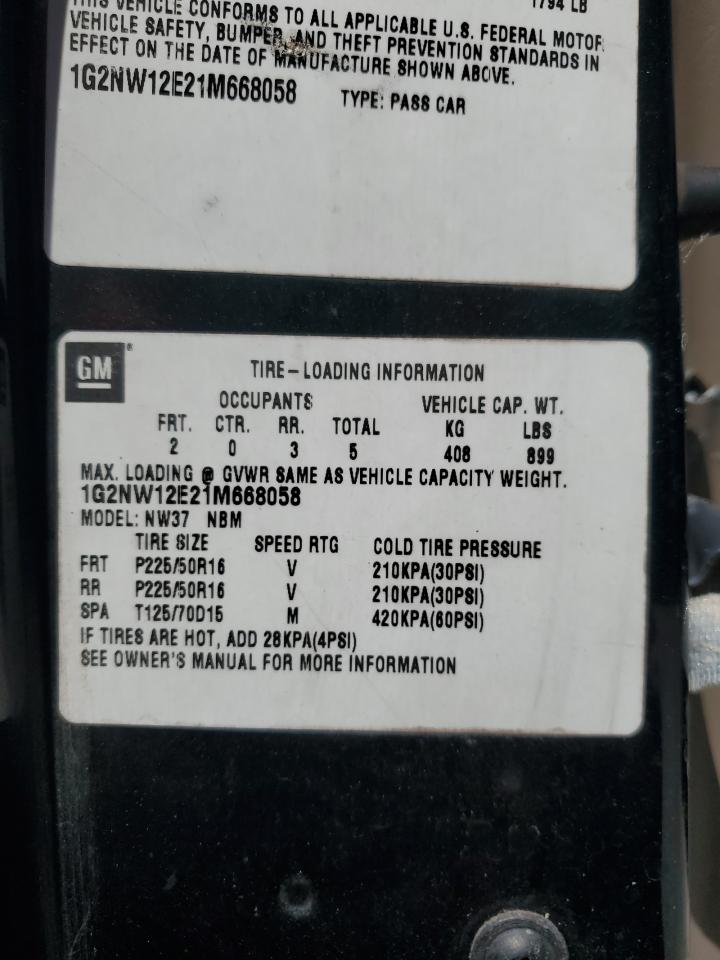 1794 LB
THIS VEHICLE CONFORMS TO ALL APPLICABLE U.S. FEDERAL MOTOR
VEHICLE SAFETY, BUMPER, AND THEFT PREVENTION STANDARDS IN
EFFECT ON THE DATE OF MANUFACTURE SHOWN ABOVE.
1G2NW12E21M668058 TYPE: PASS CAR
GM ®
TIRE-LOADING INFORMATION
OCCUPANTS VEHICLE CAP. WT.
FRT. CTR. RR. TOTAL KG LBS
2 0 3 5 408 899
MAX. LOADING @ GVWR SAME AS VEHICLE CAPACITY WEIGHT.
1G2NW12E21M668058
MODEL: NW37 NBM
TIRE SIZE SPEED RTG COLD TIRE PRESSURE
FRT P225/50R16 V 210KPA(30PSI)
RR P225/50R16 V 210KPA(30PSI)
SPA T125/70D15 M 420KPA(60PSI)
IF TIRES ARE HOT, ADD 28KPA(4PSI)
SEE OWNER'S MANUAL FOR MORE INFORMATION